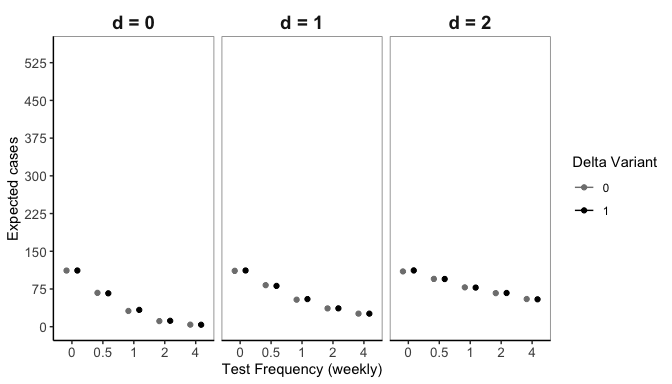 d = 0 d = 1 d = 2
Expected cases
525
450
375
300
225
150
75
0
0 0.5 1 2 4 0 0.5 1 2 4 0 0.5 1 2 4
Test Frequency (weekly)
Delta Variant
0
1